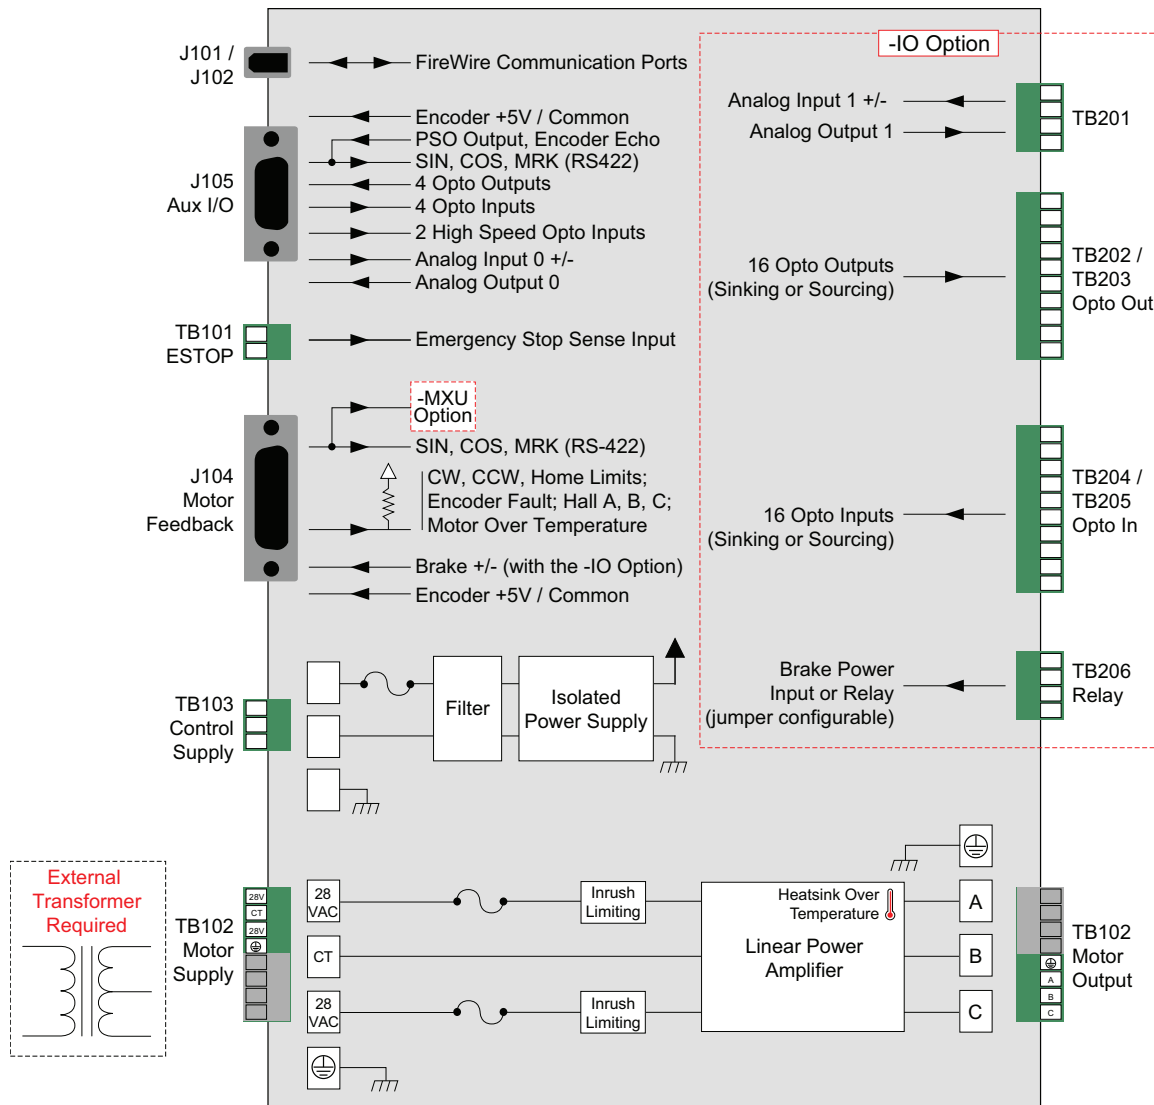 J101 /
J102
FireWire Communication Ports
J105
Aux I/O
Encoder +5V / Common
PSO Output, Encoder Echo
SIN, COS, MRK (RS422)
4 Opto Outputs
4 Opto Inputs
2 High Speed Opto Inputs
Analog Input 0 +/-
Analog Output 0
TB101
ESTOP
Emergency Stop Sense Input
J104
Motor
Feedback
-MXU
Option
SIN, COS, MRK (RS-422)
CW, CCW, Home Limits;
Encoder Fault; Hall A, B, C;
Motor Over Temperature
Brake +/- (with the -IO Option)
Encoder +5V / Common
-IO Option
Analog Input 1 +/-
Analog Output 1
TB201
16 Opto Outputs
(Sinking or Sourcing)
TB202 /
TB203
Opto Out
16 Opto Inputs
(Sinking or Sourcing)
TB204 /
TB205
Opto In
Brake Power
Input or Relay
(jumper configurable)
TB206
Relay
TB103
Control
Supply
Filter
Isolated
Power Supply
External
Transformer
Required
TB102
Motor
Supply
28V
CT
28V
28
VAC
CT
28
VAC
Inrush
Limiting
Inrush
Limiting
Heatsink Over
Temperature
Linear Power
Amplifier
A
B
C
A
B
C
TB102
Motor
Output